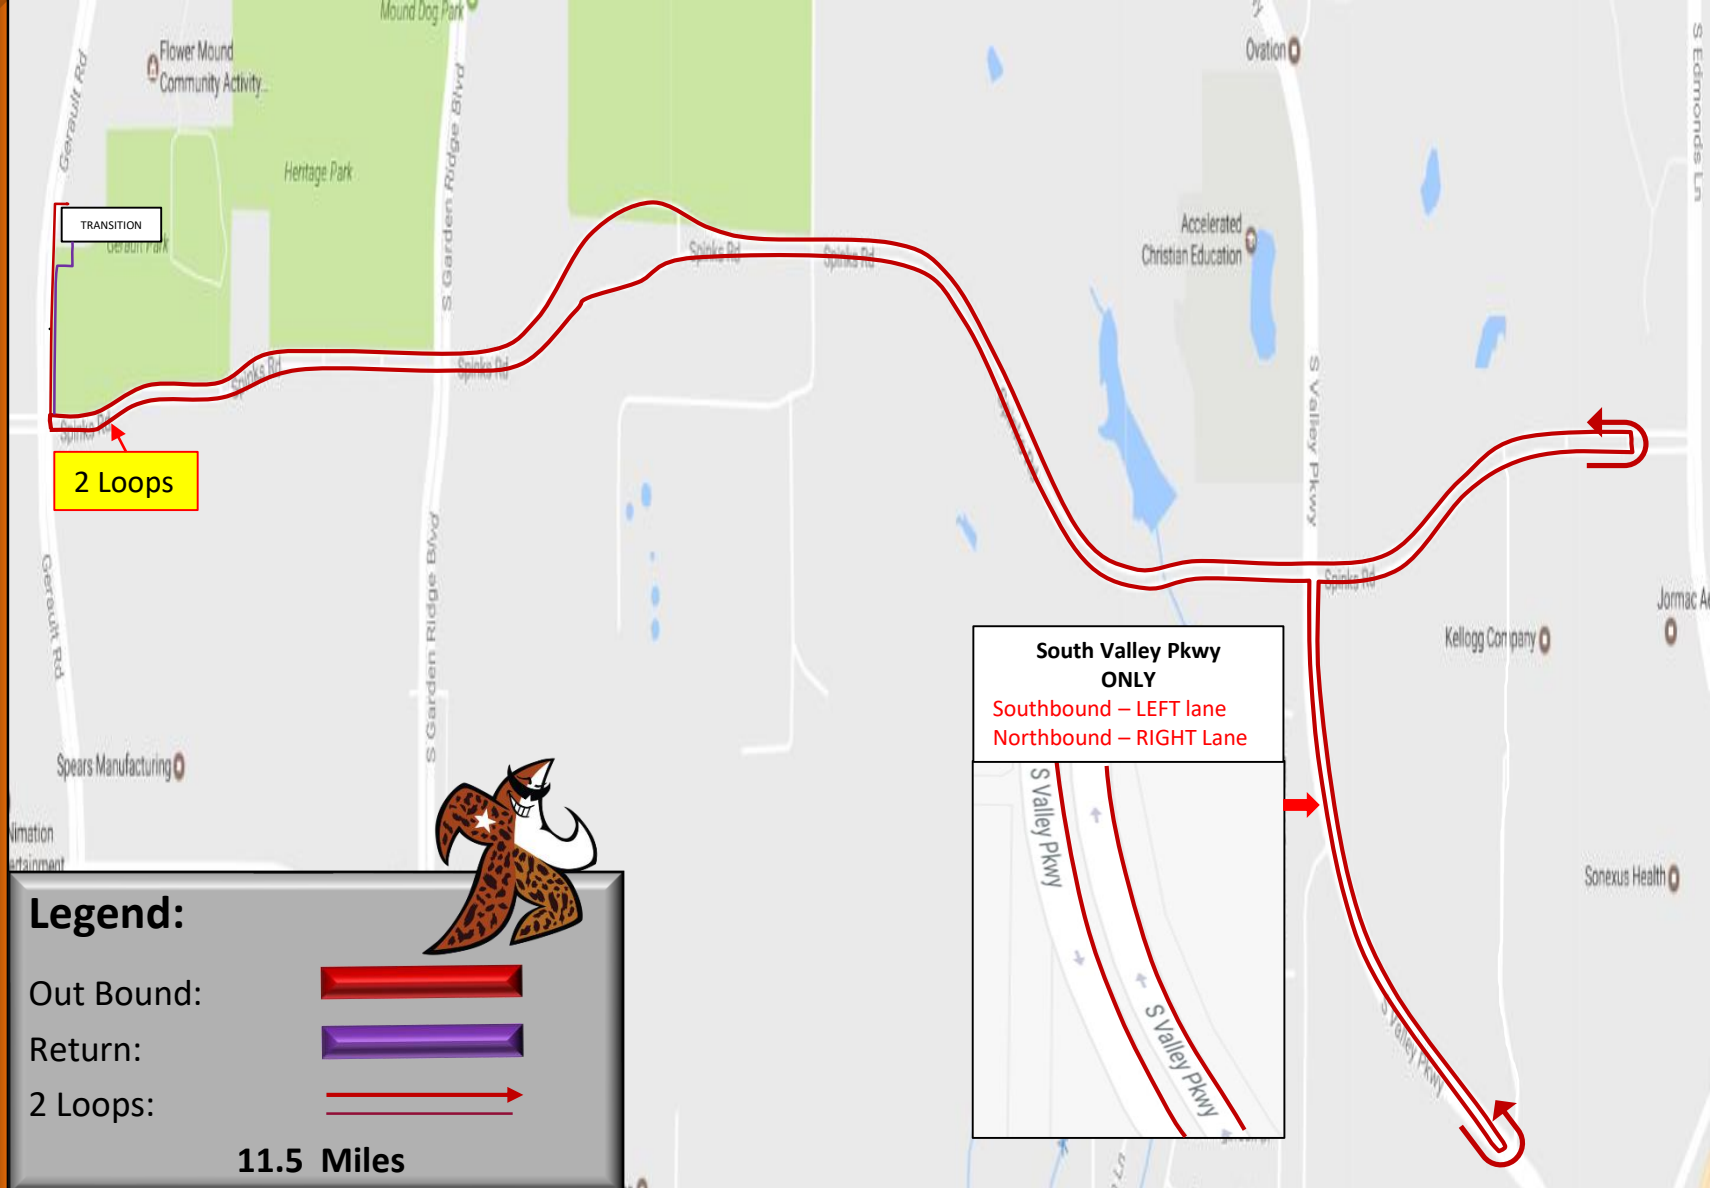 Mound Dog Park
Flower Mound
Community Activity...
Gerault Rd
Heritage Park
S Garden Ridge Blvd
TRANSITION
Gerault Park
Ovation
S Edmonds Ln
Accelerated
Christian Education
Spinks Rd
Spinks Rd
Spinks Rd
Spinks Rd
Spinks Rd
2 Loops
S Valley Pkwy
Spinks Rd
Gerault Rd
S Garden Ridge Blvd
Kellogg Company
Jormac Ae
South Valley Pkwy
ONLY
Southbound – LEFT lane
Northbound – RIGHT Lane
S Valley Pkwy
S Valley Pkwy
S Valley Pkwy
Spears Manufacturing
Nimation
Sonexus Health
Legend:
Out Bound:
Return:
2 Loops:
11.5 Miles
Ln